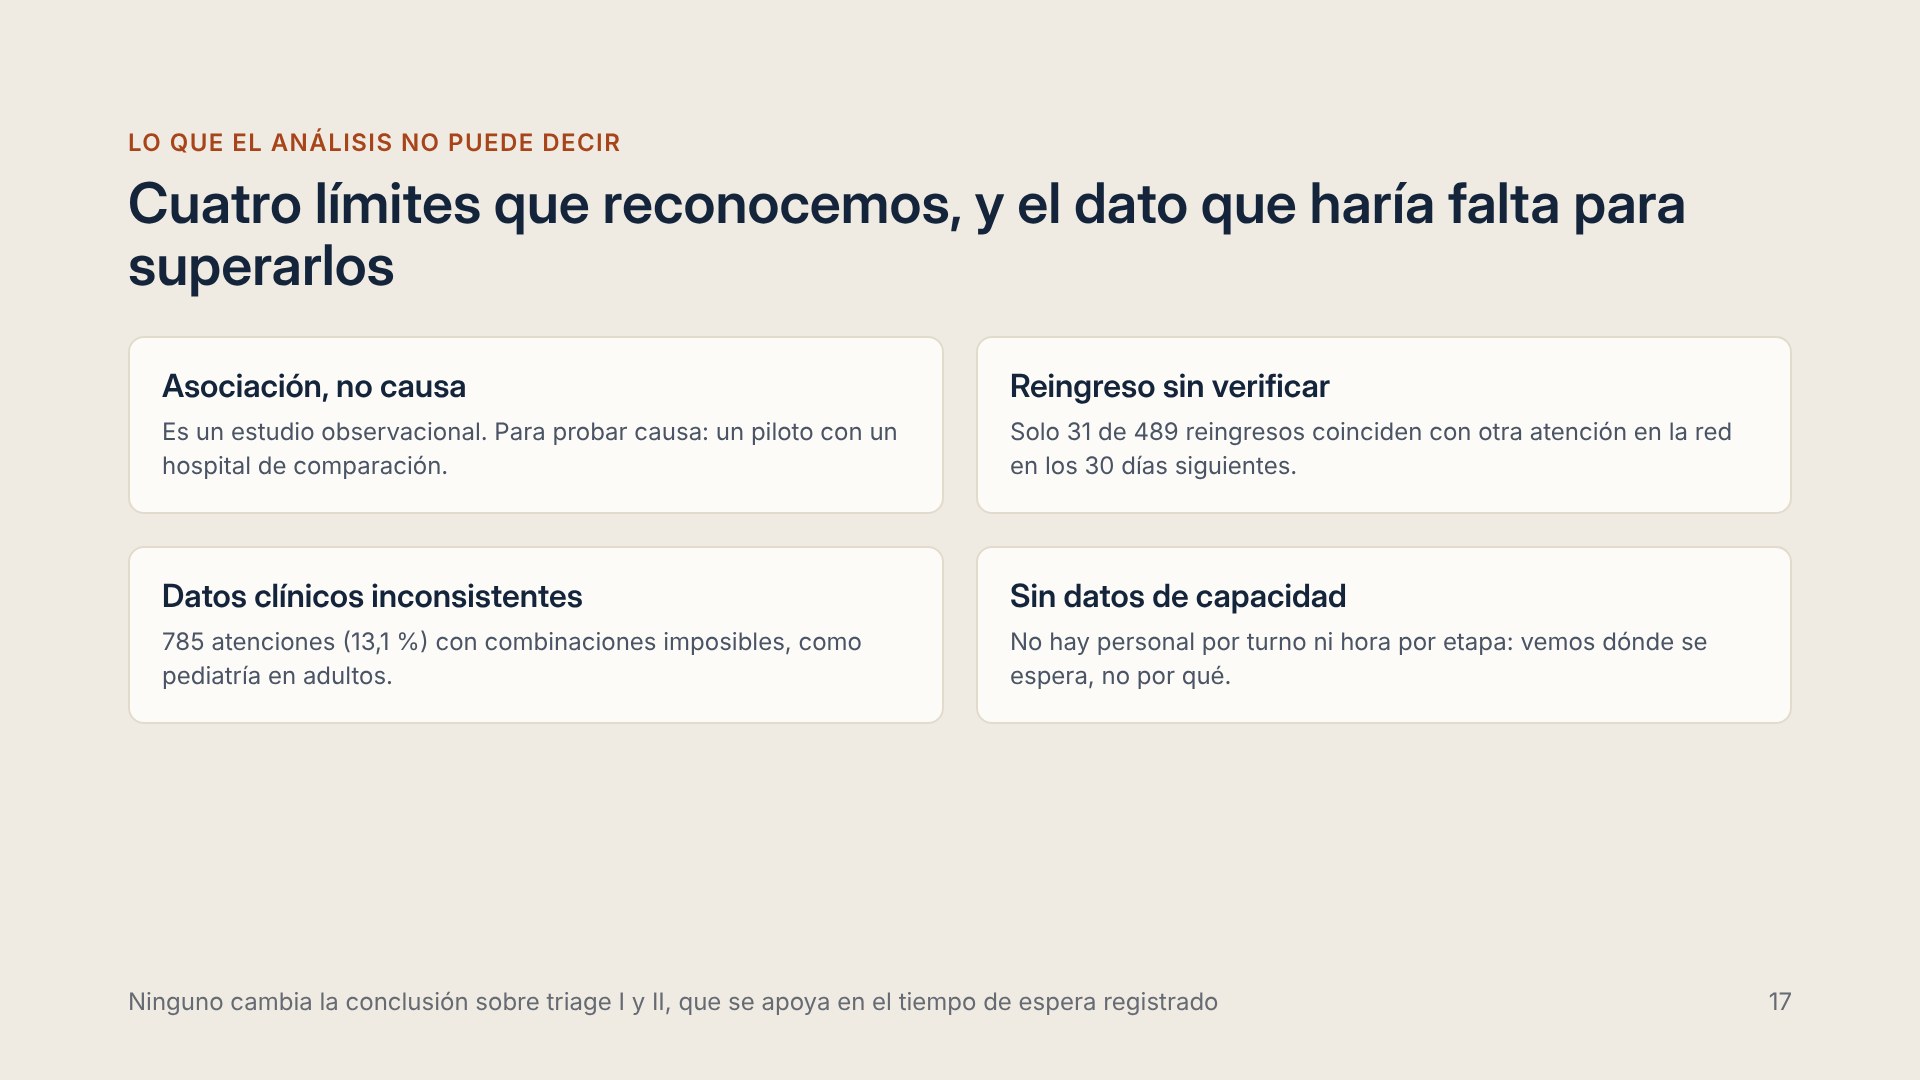 LO QUE EL ANÁLISIS NO PUEDE DECIR
Cuatro límites que reconocemos, y el dato que haría falta para
superarlos
Asociación, no causa
Es un estudio observacional. Para probar causa: un piloto con un
hospital de comparación.
Reingreso sin verificar
Solo 31 de 489 reingresos coinciden con otra atención en la red
en los 30 días siguientes.
Datos clínicos inconsistentes
785 atenciones (13,1 %) con combinaciones imposibles, como
pediatría en adultos.
Sin datos de capacidad
No hay personal por turno ni hora por etapa: vemos dónde se
espera, no por qué.
Ninguno cambia la conclusión sobre triage I y II, que se apoya en el tiempo de espera registrado
17